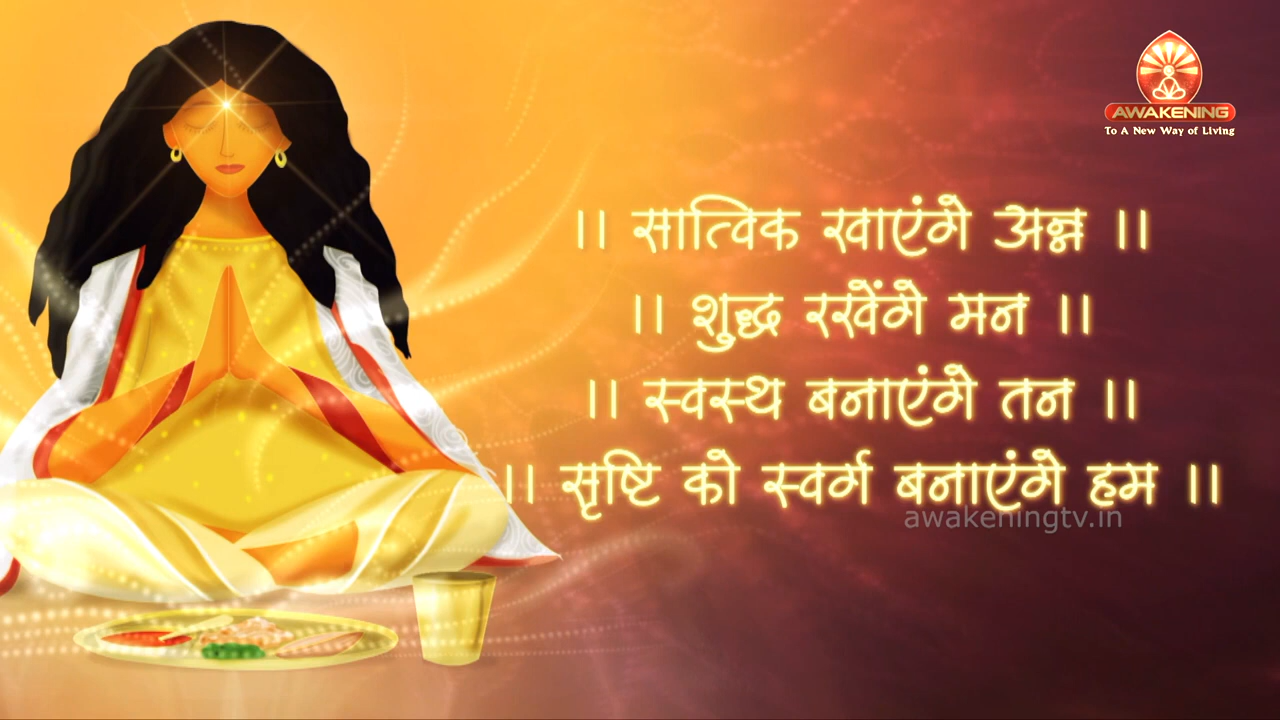 AWAKENING
To A New Way of Living
।। सात्विक खाएंगे अन्न ।।
।। शुद्ध रखेंगे मन ।।
।। स्वस्थ बनाएंगे तन ।।
।। सृष्टि को स्वर्ग बनाएंगे हम ।।
awakeningtv.in